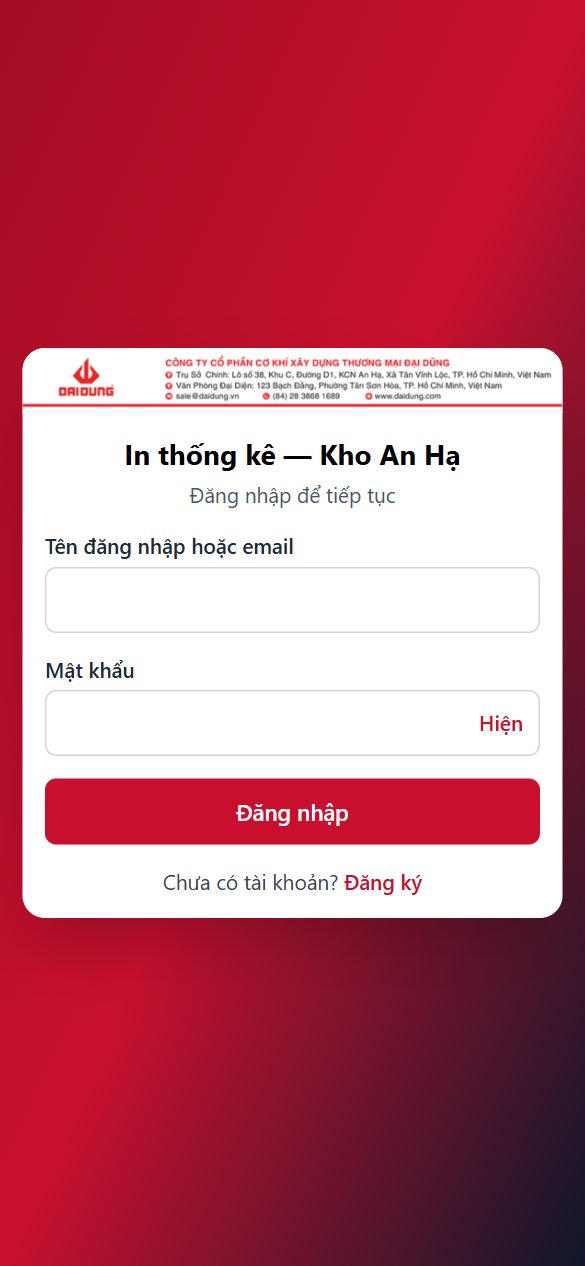 DAIDUNG
CÔNG TY CỔ PHẦN CƠ KHÍ XÂY DỰNG THƯƠNG MẠI ĐẠI DŨNG
Trụ Sở Chính: Lô số 38, Khu C, Đường D1, KCN An Hạ, Xã Tân Vĩnh Lộc, TP. Hồ Chí Minh, Việt Nam
Văn Phòng Đại Diện: 123 Bạch Đằng, Phường Tân Sơn Hòa, TP. Hồ Chí Minh, Việt Nam
sale@daidung.vn (84) 28 3868 1689 www.daidung.com
In thống kê — Kho An Hạ
Đăng nhập để tiếp tục
Tên đăng nhập hoặc email
Mật khẩu
Hiện
Đăng nhập
Chưa có tài khoản? Đăng ký